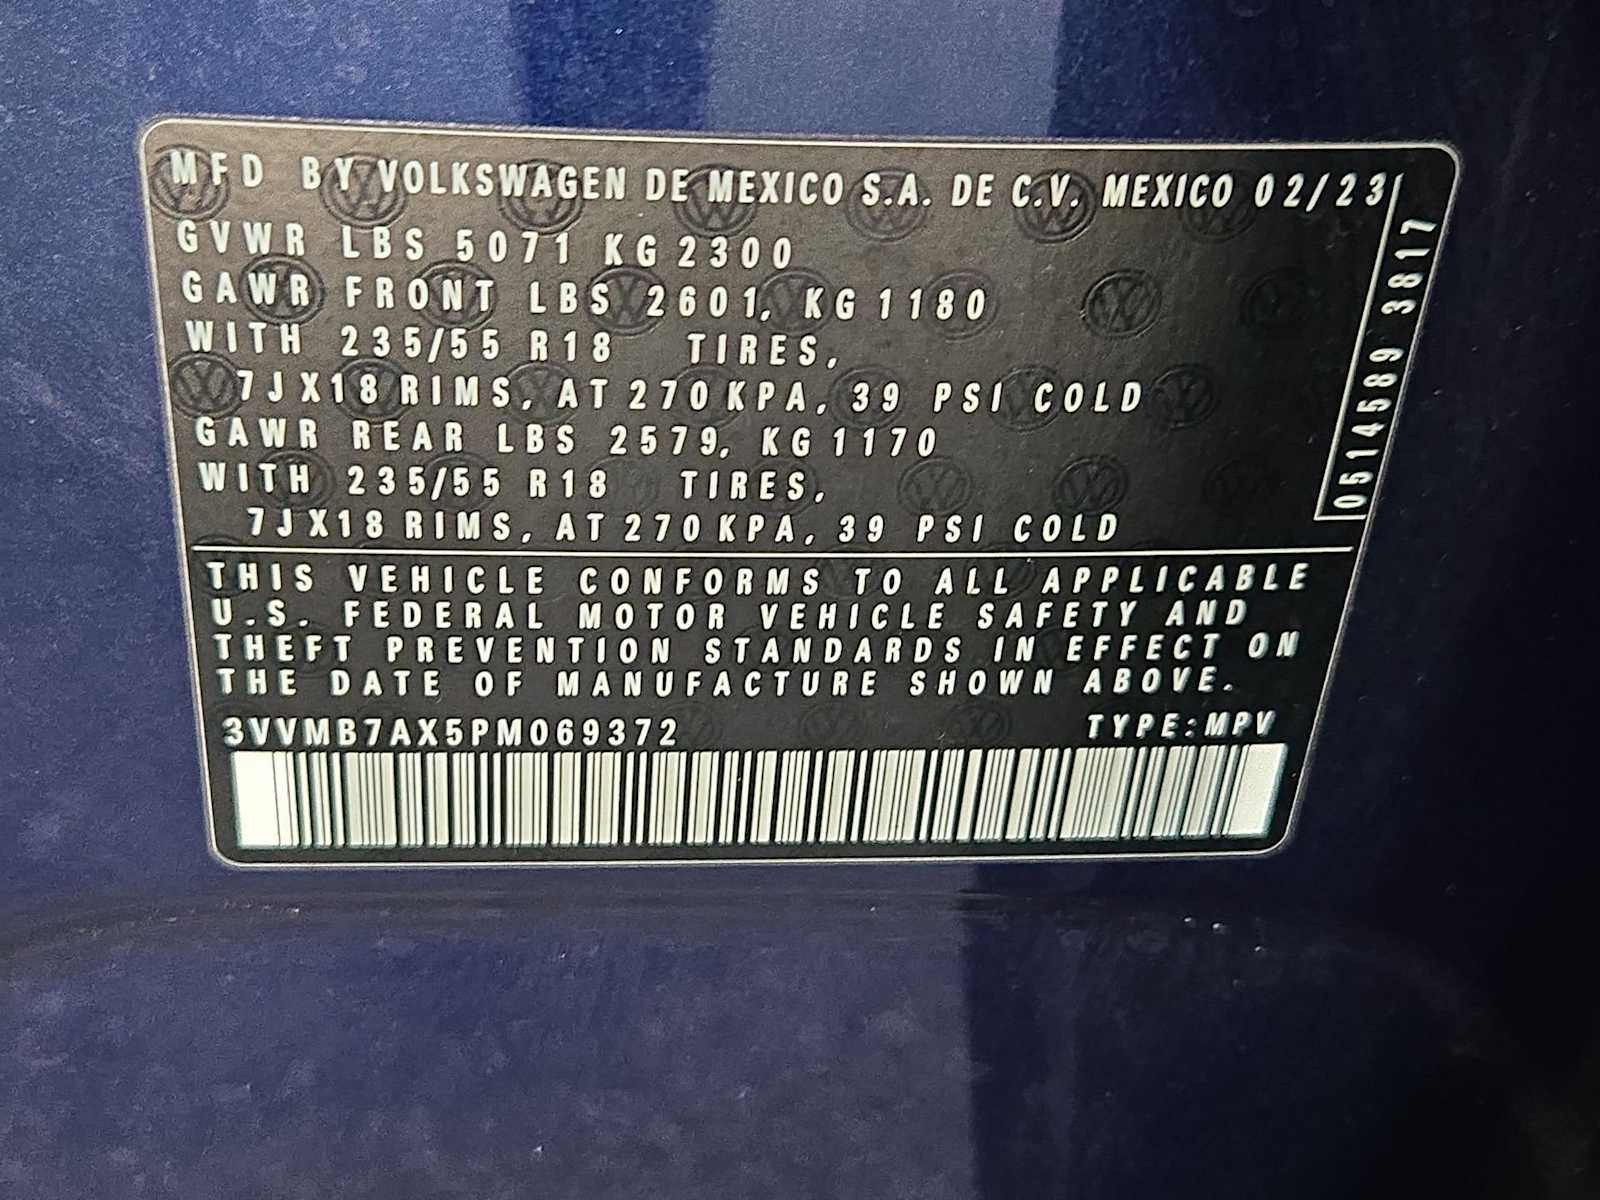 MFD BY VOLKSWAGEN DE MEXICO S.A. DE C.V. MEXICO 02/23
GVWR LBS 5071 KG 2300
GAWR FRONT LBS 2601, KG 1180
WITH 235/55 R18 TIRES,
7JX18 RIMS, AT 270 KPA, 39 PSI COLD
GAWR REAR LBS 2579, KG 1170
WITH 235/55 R18 TIRES,
7JX18 RIMS, AT 270 KPA, 39 PSI COLD
0514589 3817
THIS VEHICLE CONFORMS TO ALL APPLICABLE
U.S. FEDERAL MOTOR VEHICLE SAFETY AND
THEFT PREVENTION STANDARDS IN EFFECT ON
THE DATE OF MANUFACTURE SHOWN ABOVE.
3VVMB7AX5PM069372 TYPE: MPV